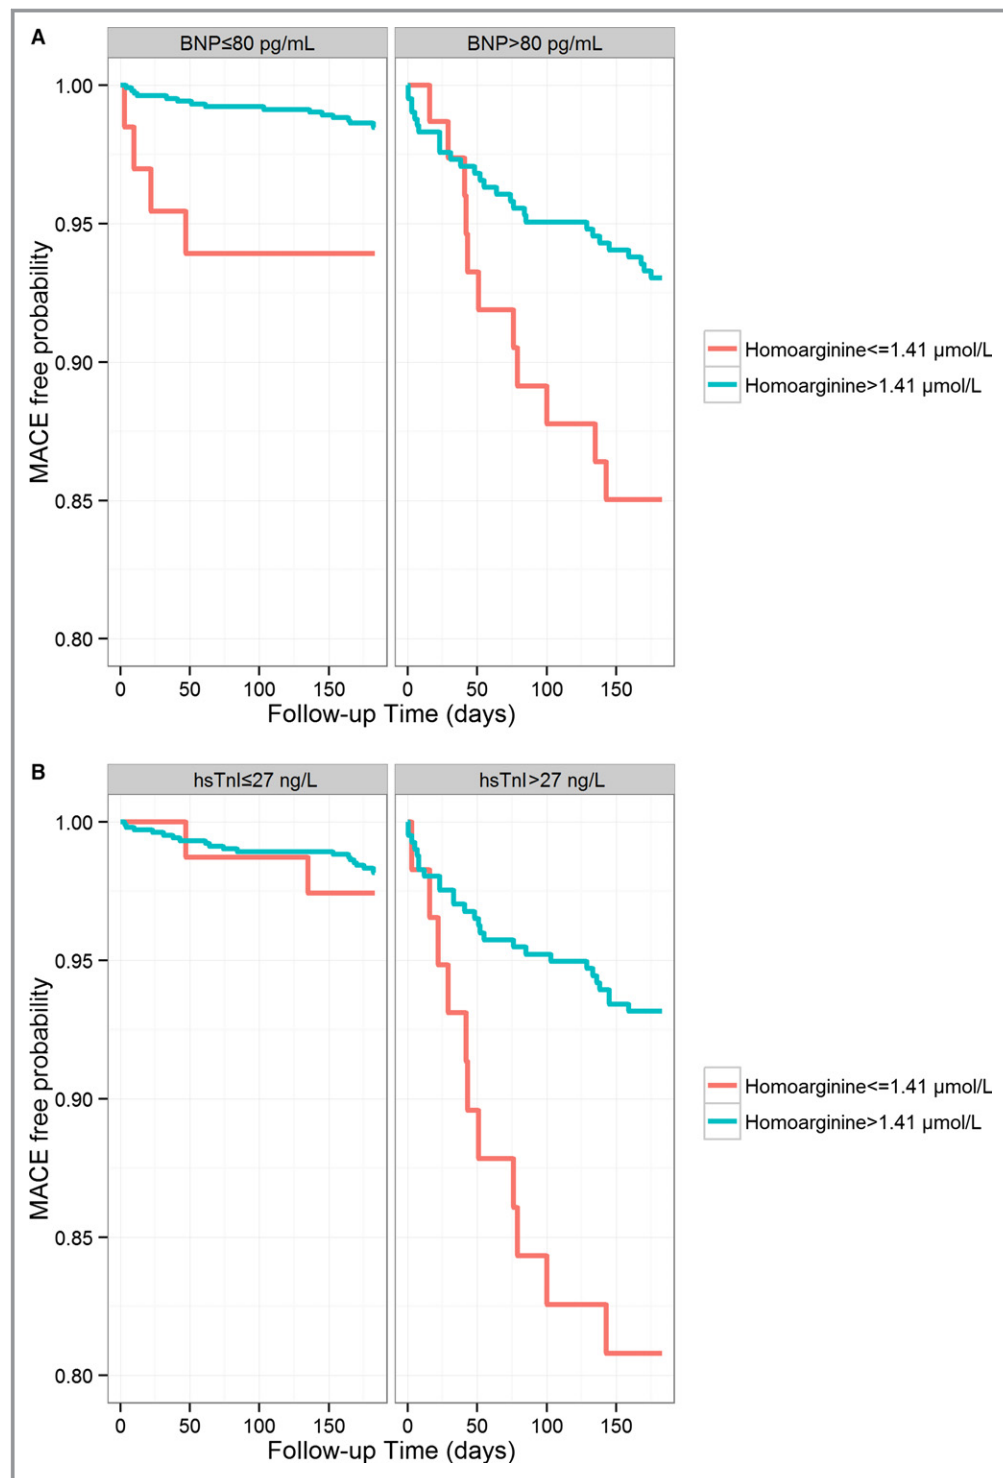 A
BNP≤80 pg/mL
BNP>80 pg/mL
MACE free probability
1.00
0.95
0.90
0.85
0.80
0 50 100 150
0 50 100 150
Follow-up Time (days)
Homoarginine<=1.41 µmol/L
Homoarginine>1.41 µmol/L
B
hsTnI≤27 ng/L
hsTnI>27 ng/L
MACE free probability
1.00
0.95
0.90
0.85
0.80
0 50 100 150
0 50 100 150
Follow-up Time (days)
Homoarginine<=1.41 µmol/L
Homoarginine>1.41 µmol/L